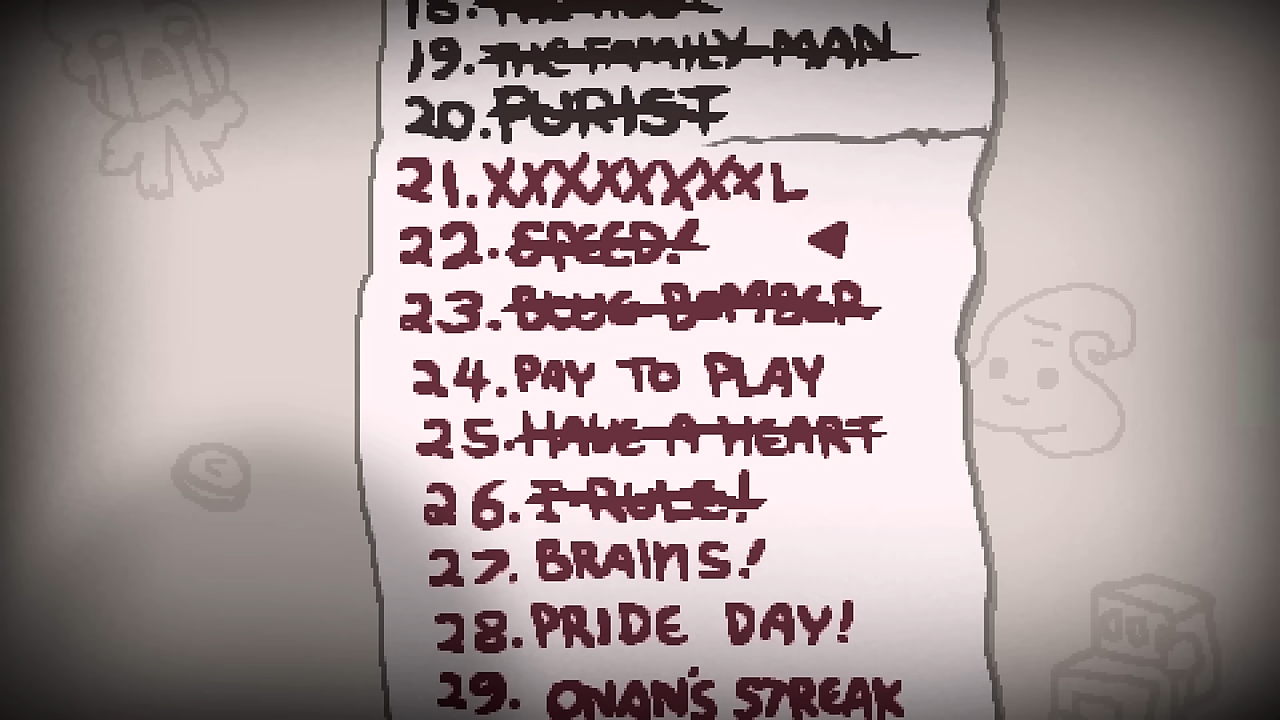 19. THE FAMILY MAN
20. PURIST
21. XXXXXXXXL
22. SPEED!
23. BLUE BOMBER
24. PAY TO PLAY
25. HAVE A HEART
26. I RULE!
27. BRAINS!
28. PRIDE DAY!
29. ONAN'S STREAK